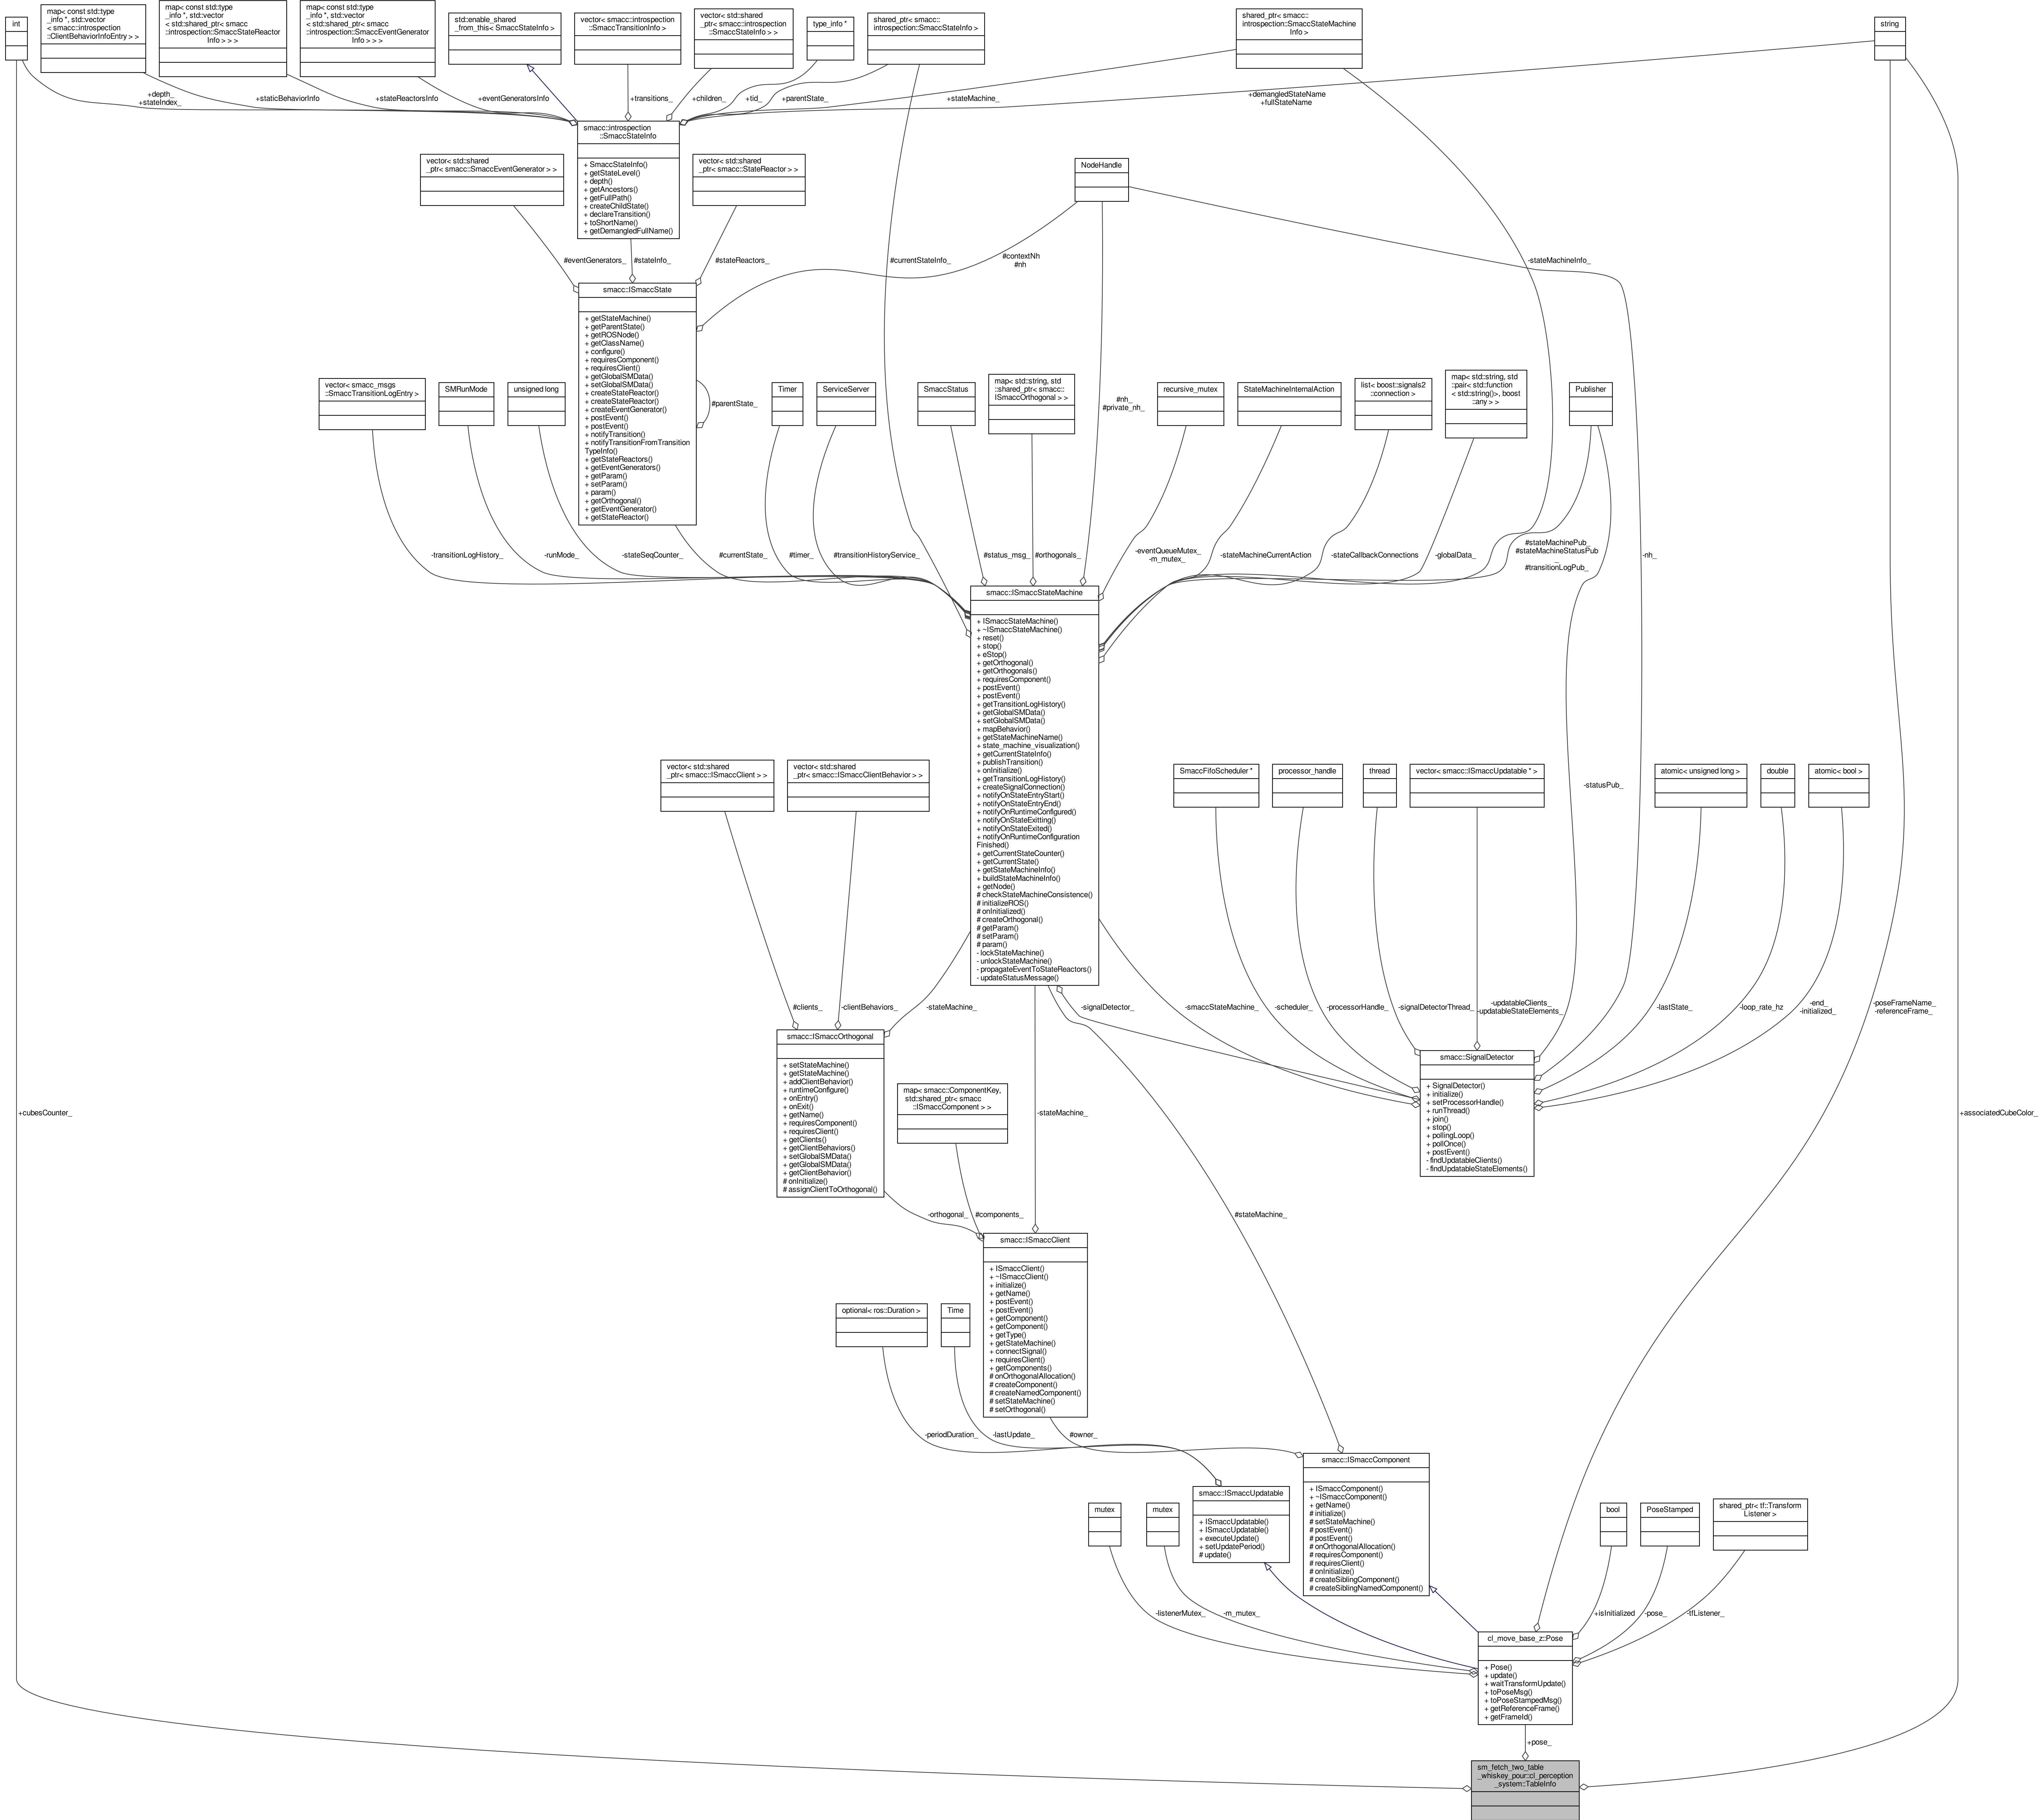 int
map< const std::type
_info *, std::vector
< smacc::introspection
::ClientBehaviorInfoEntry > >
map< const std::type
_info *, std::vector
< std::shared_ptr< smacc
::introspection::SmaccStateReactor
Info > > >
map< const std::type
_info *, std::vector
< std::shared_ptr< smacc
::introspection::SmaccEventGenerator
Info > > >
std::enable_shared
_from_this< SmaccStateInfo >
vector< smacc::introspection
::SmaccTransitionInfo >
vector< std::shared
_ptr< smacc::introspection
::SmaccStateInfo > >
type_info *
shared_ptr< smacc::
introspection::SmaccStateInfo >
shared_ptr< smacc::
introspection::SmaccStateMachine
Info >
string
+depth_
+stateIndex_
+staticBehaviorInfo
+stateReactorsInfo
+eventGeneratorsInfo
+transitions_
+children_
+tid_
+parentState_
+stateMachine_
+demangledStateName
+fullStateName
smacc::introspection
::SmaccStateInfo
+ SmaccStateInfo()
+ getStateLevel()
+ depth()
+ getAncestors()
+ getFullPath()
+ createChildState()
+ declareTransition()
+ toShortName()
+ getDemangledFullName()
vector< std::shared
_ptr< smacc::SmaccEventGenerator > >
vector< std::shared
_ptr< smacc::StateReactor > >
NodeHandle
#eventGenerators_
#stateInfo_
#stateReactors_
#currentStateInfo_
#contextNh
#nh
-stateMachineInfo_
smacc::ISmaccState
+ getStateMachine()
+ getParentState()
+ getROSNode()
+ getClassName()
+ configure()
+ requiresComponent()
+ requiresClient()
+ getGlobalSMData()
+ setGlobalSMData()
+ createStateReactor()
+ createStateReactor()
+ createEventGenerator()
+ postEvent()
+ postEvent()
+ notifyTransition()
+ notifyTransitionFromTransition
TypeInfo()
+ getStateReactors()
+ getEventGenerators()
+ getParam()
+ setParam()
+ param()
+ getOrthogonal()
+ getEventGenerator()
+ getStateReactor()
#parentState_
vector< smacc_msgs
::SmaccTransitionLogEntry >
SMRunMode
unsigned long
Timer
ServiceServer
SmaccStatus
map< std::string, std
::shared_ptr< smacc::
ISmaccOrthogonal > >
#nh_
#private_nh_
recursive_mutex
StateMachineInternalAction
list< boost::signals2
::connection >
map< std::string, std
::pair< std::function
< std::string()>, boost
::any > >
Publisher
-transitionLogHistory_
-runMode_
-stateSeqCounter_
#currentState_
#timer_
#transitionHistoryService_
#status_msg_
#orthogonals_
-eventQueueMutex_
-m_mutex_
-stateMachineCurrentAction
-stateCallbackConnections
-globalData_
#stateMachinePub_
#stateMachineStatusPub
_
#transitionLogPub_
-nh_
smacc::ISmaccStateMachine
+ ISmaccStateMachine()
+ ~ISmaccStateMachine()
+ reset()
+ stop()
+ eStop()
+ getOrthogonal()
+ getOrthogonals()
+ requiresComponent()
+ postEvent()
+ postEvent()
+ getTransitionLogHistory()
+ getGlobalSMData()
+ setGlobalSMData()
+ mapBehavior()
+ getStateMachineName()
+ state_machine_visualization()
+ getCurrentStateInfo()
+ publishTransition()
+ onInitialize()
+ getTransitionLogHistory()
+ createSignalConnection()
+ notifyOnStateEntryStart()
+ notifyOnStateEntryEnd()
+ notifyOnRuntimeConfigured()
+ notifyOnStateExitting()
+ notifyOnStateExited()
+ notifyOnRuntimeConfiguration
Finished()
+ getCurrentStateCounter()
+ getCurrentState()
+ getStateMachineInfo()
+ buildStateMachineInfo()
+ getNode()
# checkStateMachineConsistence()
# initializeROS()
# onInitialized()
# createOrthogonal()
# getParam()
# setParam()
# param()
- lockStateMachine()
- unlockStateMachine()
- propagateEventToStateReactors()
- updateStatusMessage()
vector< std::shared
_ptr< smacc::ISmaccClient > >
vector< std::shared
_ptr< smacc::ISmaccClientBehavior > >
SmaccFifoScheduler *
processor_handle
thread
vector< smacc::ISmaccUpdatable * >
-statusPub_
atomic< unsigned long >
double
atomic< bool >
#clients_
-clientBehaviors_
-stateMachine_
-signalDetector_
-smaccStateMachine_
-scheduler_
-processorHandle_
-signalDetectorThread_
-updatableClients_
-updatableStateElements_
-lastState_
-loop_rate_hz
-end_
-initialized_
-poseFrameName_
-referenceFrame_
smacc::ISmaccOrthogonal
+ setStateMachine()
+ getStateMachine()
+ addClientBehavior()
+ runtimeConfigure()
+ onEntry()
+ onExit()
+ getName()
+ requiresComponent()
+ requiresClient()
+ getClients()
+ getClientBehaviors()
+ setGlobalSMData()
+ getGlobalSMData()
+ getClientBehavior()
# onInitialize()
# assignClientToOrthogonal()
smacc::SignalDetector
+ SignalDetector()
+ initialize()
+ setProcessorHandle()
+ runThread()
+ join()
+ stop()
+ pollingLoop()
+ pollOnce()
+ postEvent()
- findUpdatableClients()
- findUpdatableStateElements()
map< smacc::ComponentKey,
std::shared_ptr< smacc
::ISmaccComponent > >
+cubesCounter_
-stateMachine_
+associatedCubeColor_
-orthogonal_
#components_
#stateMachine_
smacc::ISmaccClient
+ ISmaccClient()
+ ~ISmaccClient()
+ initialize()
+ getName()
+ postEvent()
+ postEvent()
+ getComponent()
+ getComponent()
+ getType()
+ getStateMachine()
+ connectSignal()
+ requiresClient()
+ getComponents()
# onOrthogonalAllocation()
# createComponent()
# createNamedComponent()
# setStateMachine()
# setOrthogonal()
optional< ros::Duration >
Time
-periodDuration_
-lastUpdate_
#owner_
smacc::ISmaccComponent
+ ISmaccComponent()
+ ~ISmaccComponent()
+ getName()
# initialize()
# setStateMachine()
# postEvent()
# postEvent()
# onOrthogonalAllocation()
# requiresComponent()
# requiresClient()
# onInitialize()
# createSiblingComponent()
# createSiblingNamedComponent()
smacc::ISmaccUpdatable
+ ISmaccUpdatable()
+ ISmaccUpdatable()
+ executeUpdate()
+ setUpdatePeriod()
# update()
mutex
mutex
bool
PoseStamped
shared_ptr< tf::Transform
Listener >
-listenerMutex_
-m_mutex_
+isInitialized
-pose_
-tfListener_
cl_move_base_z::Pose
+ Pose()
+ update()
+ waitTransformUpdate()
+ toPoseMsg()
+ toPoseStampedMsg()
+ getReferenceFrame()
+ getFrameId()
+pose_
sm_fetch_two_table
_whiskey_pour::cl_perception
_system::TableInfo